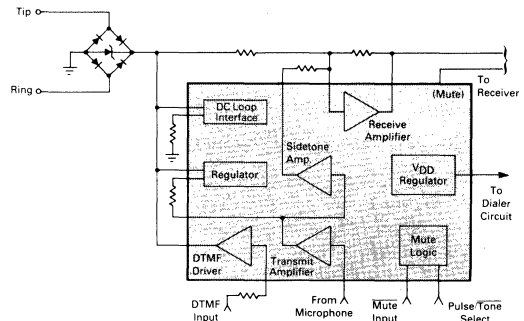 Tip
Ring
DC Loop
Interface
Regulator
Sidetone
Amp.
DTMF
Driver
Transmit
Amplifier
Receive
Amplifier
(Mute)
To
Receiver
VDD
Regulator
To
Dialer
Circuit
Mute
Logic
DTMF
Input
From
Microphone
Mute
Input
Pulse/Tone
Select